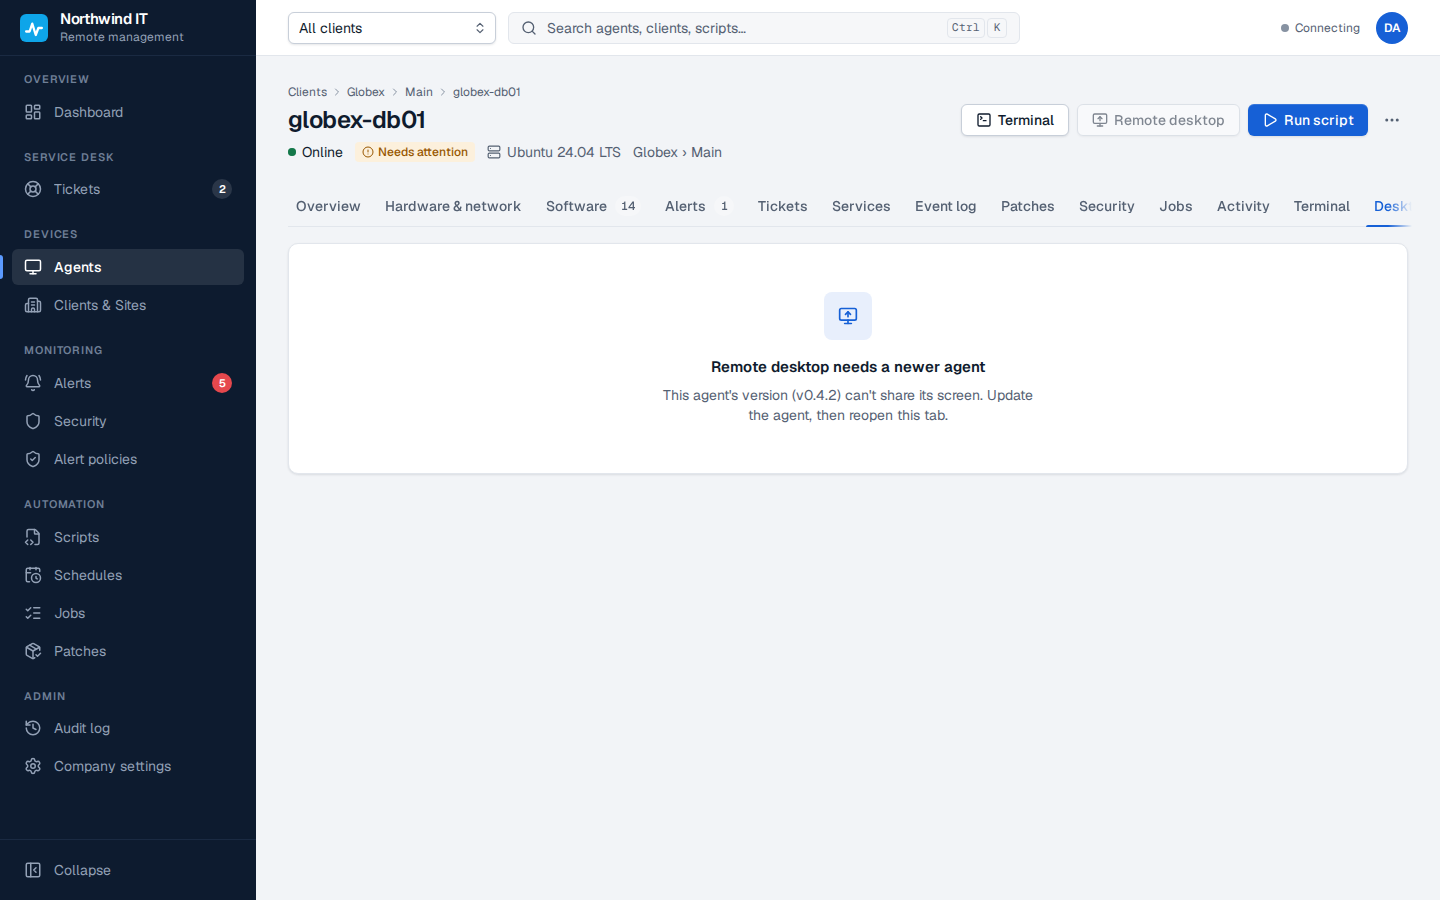 Northwind IT
Remote management
All clients
Search agents, clients, scripts...
Ctrl K
Connecting
DA
OVERVIEW
Dashboard
SERVICE DESK
Tickets 2
DEVICES
Agents
Clients & Sites
MONITORING
Alerts 5
Security
Alert policies
AUTOMATION
Scripts
Schedules
Jobs
Patches
ADMIN
Audit log
Company settings
Collapse
Clients > Globex > Main > globex-db01
globex-db01
Terminal
Remote desktop
Run script
Online
Needs attention
Ubuntu 24.04 LTS
Globex › Main
Overview Hardware & network Software 14 Alerts 1 Tickets Services Event log Patches Security Jobs Activity Terminal Desk
Remote desktop needs a newer agent
This agent's version (v0.4.2) can't share its screen. Update
the agent, then reopen this tab.